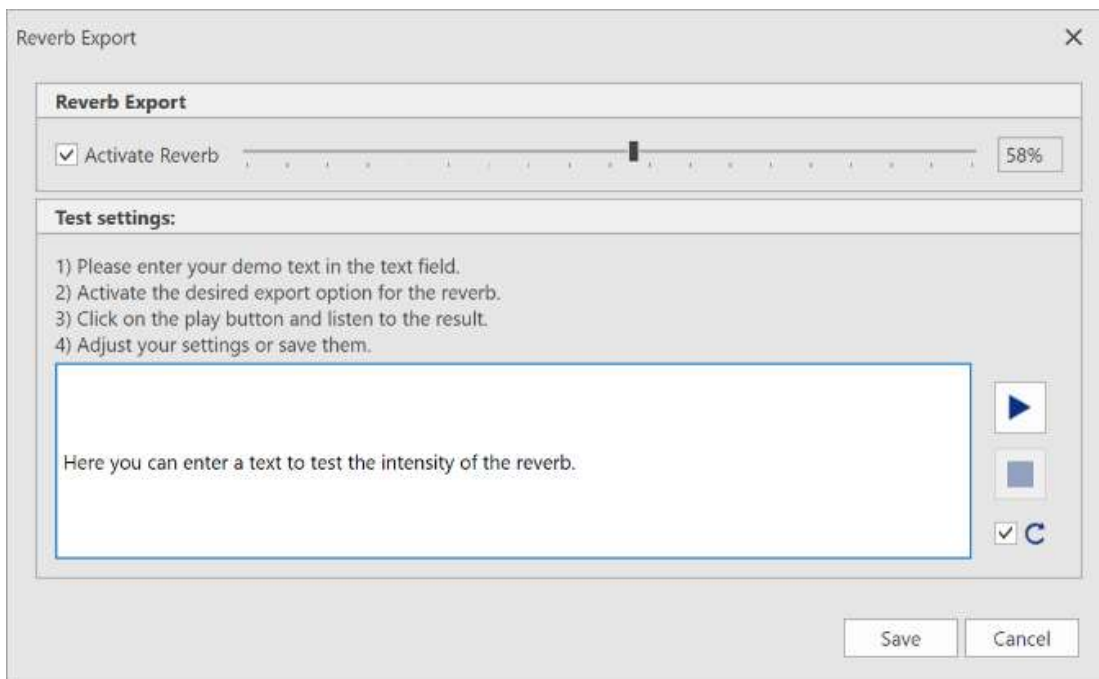 Reverb Export
Reverb Export
Activate Reverb
58%
Test settings:
1) Please enter your demo text in the text field.
2) Activate the desired export option for the reverb.
3) Click on the play button and listen to the result.
4) Adjust your settings or save them.
Here you can enter a text to test the intensity of the reverb.
Save
Cancel